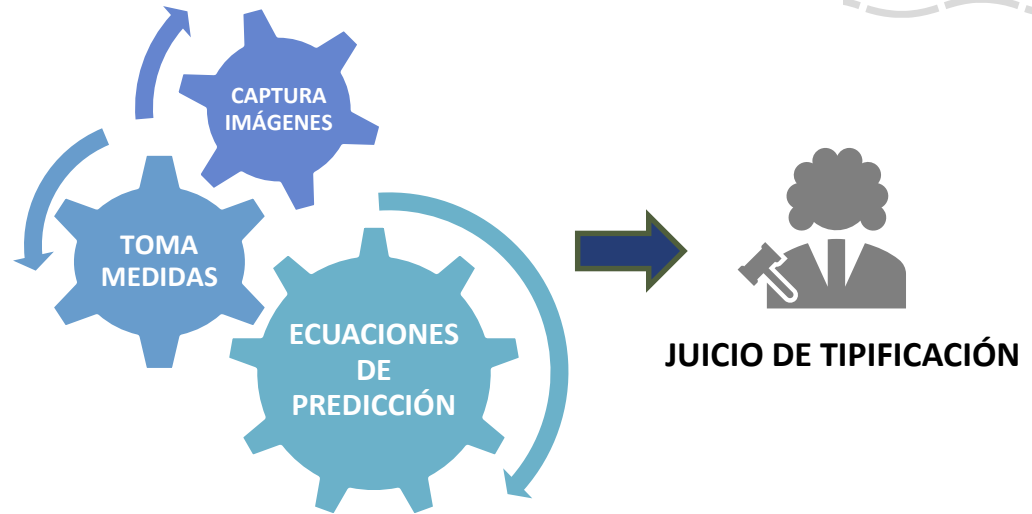 CAPTURA
IMÁGENES
TOMA
MEDIDAS
ECUACIONES
DE
PREDICCIÓN
JUICIO DE TIPIFICACIÓN